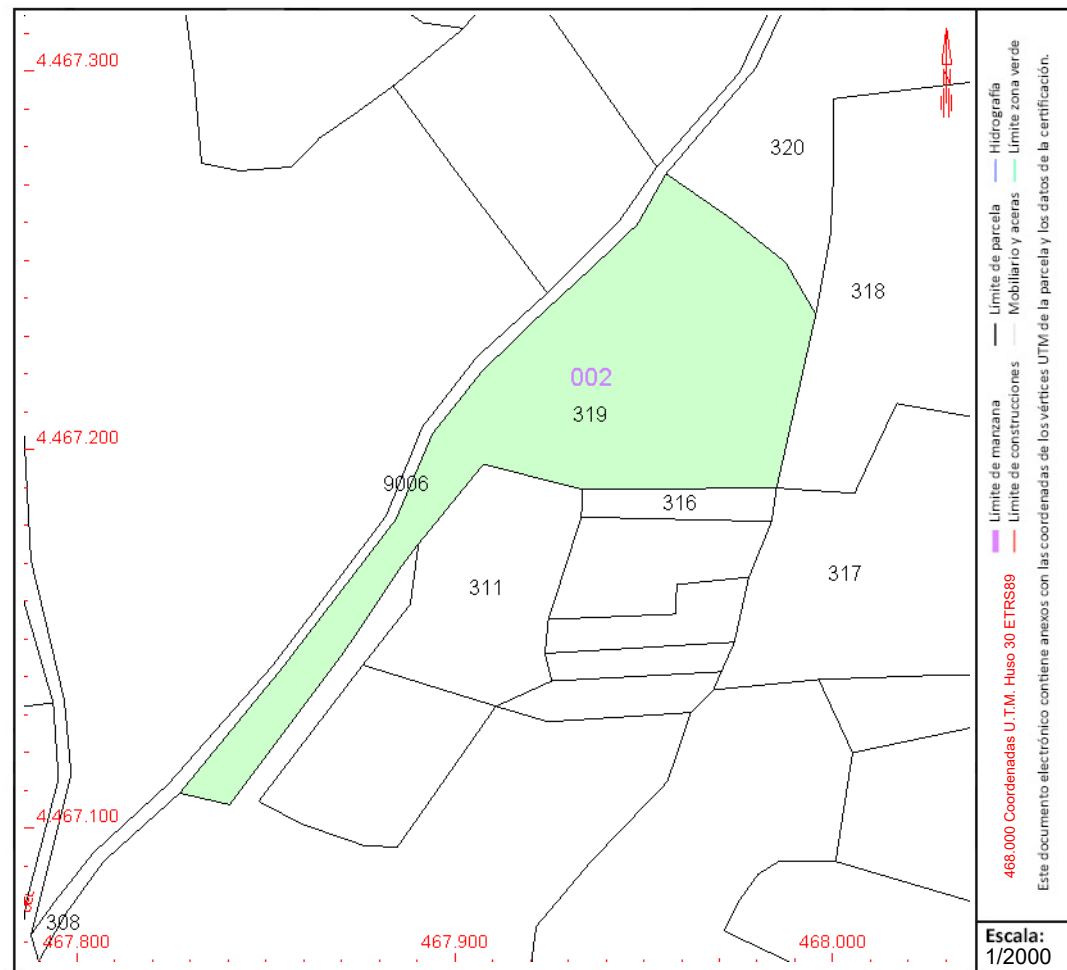 4.467.300
320
318
002
319
4.467.200
9006
316
311
317
4.467.100
308
467.800
467.900
468.000
N
Límite de manzana
Límite de parcela
Hidrografía
Límite de construcciones
Mobiliario y aceras
Límite zona verde
468.000 Coordenadas U.T.M. Huso 30 ETRS89
Este documento electrónico contiene anexos con las coordenadas de los vértices UTM de la parcela y los datos de la certificación.
Escala:
1/2000